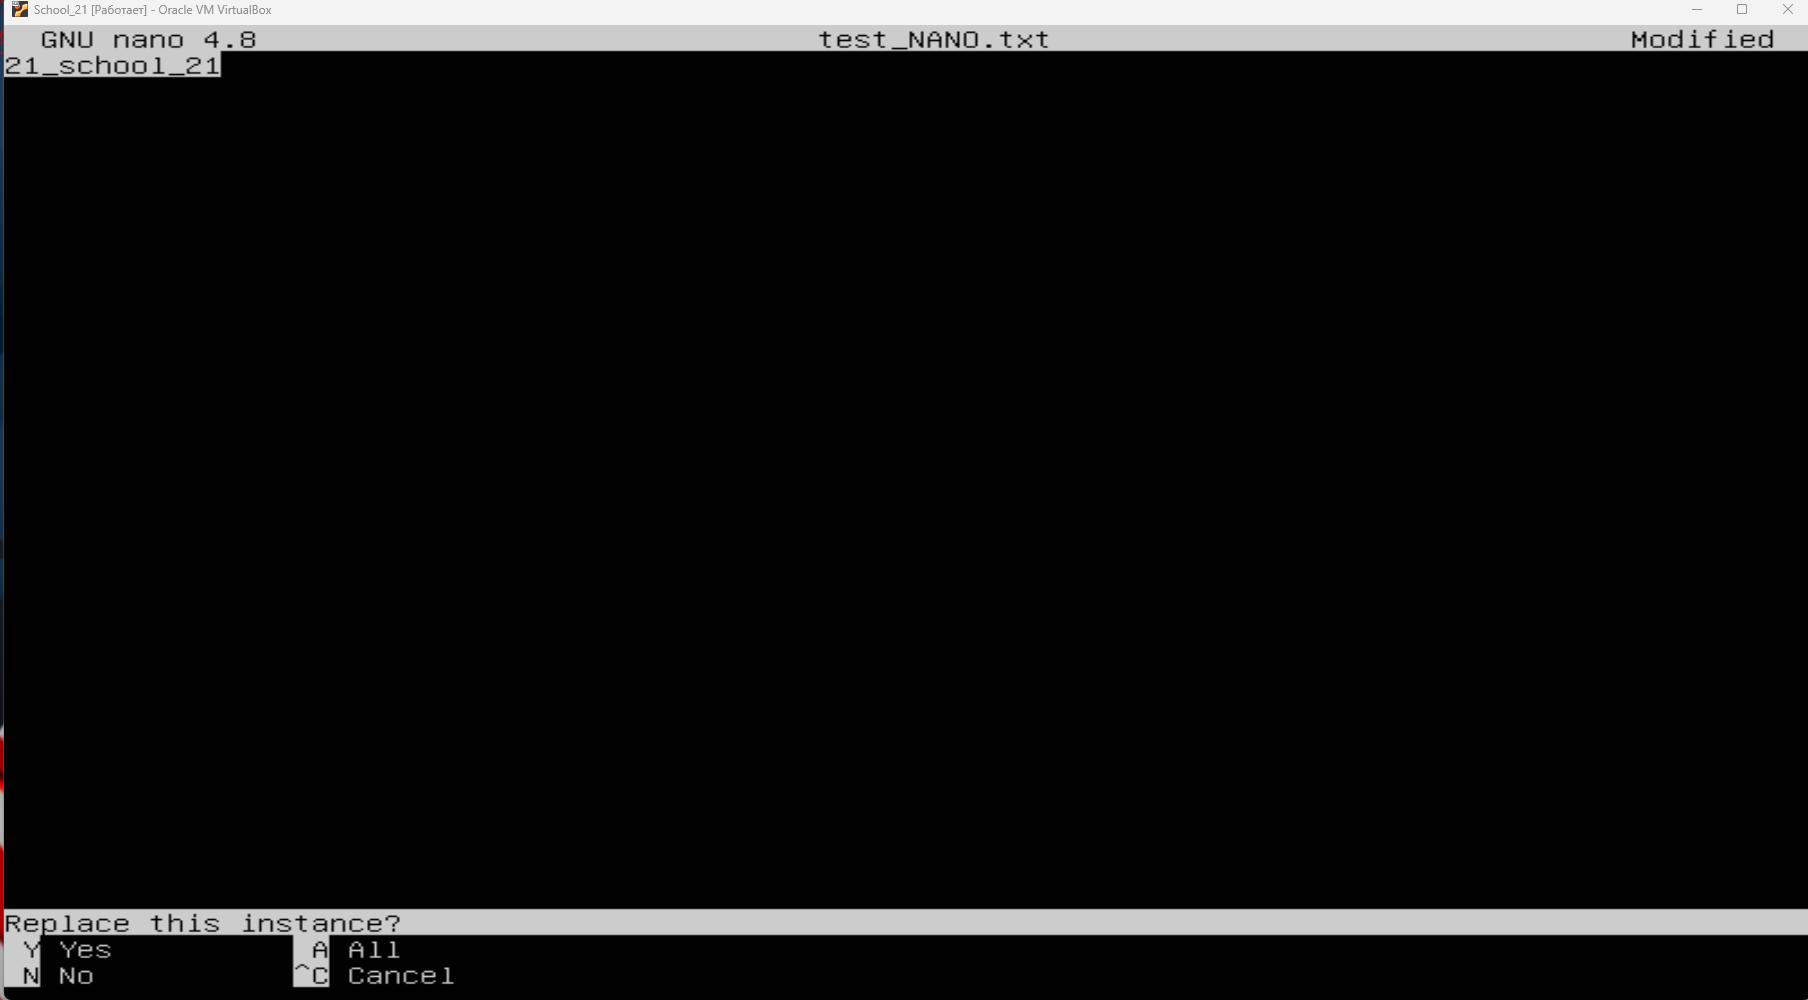 School_21 [Работает] - Oracle VM VirtualBox
GNU nano 4.8 test_NANO.txt Modified
21_school_21
Replace this instance?
Y Yes A All
N No ^C Cancel